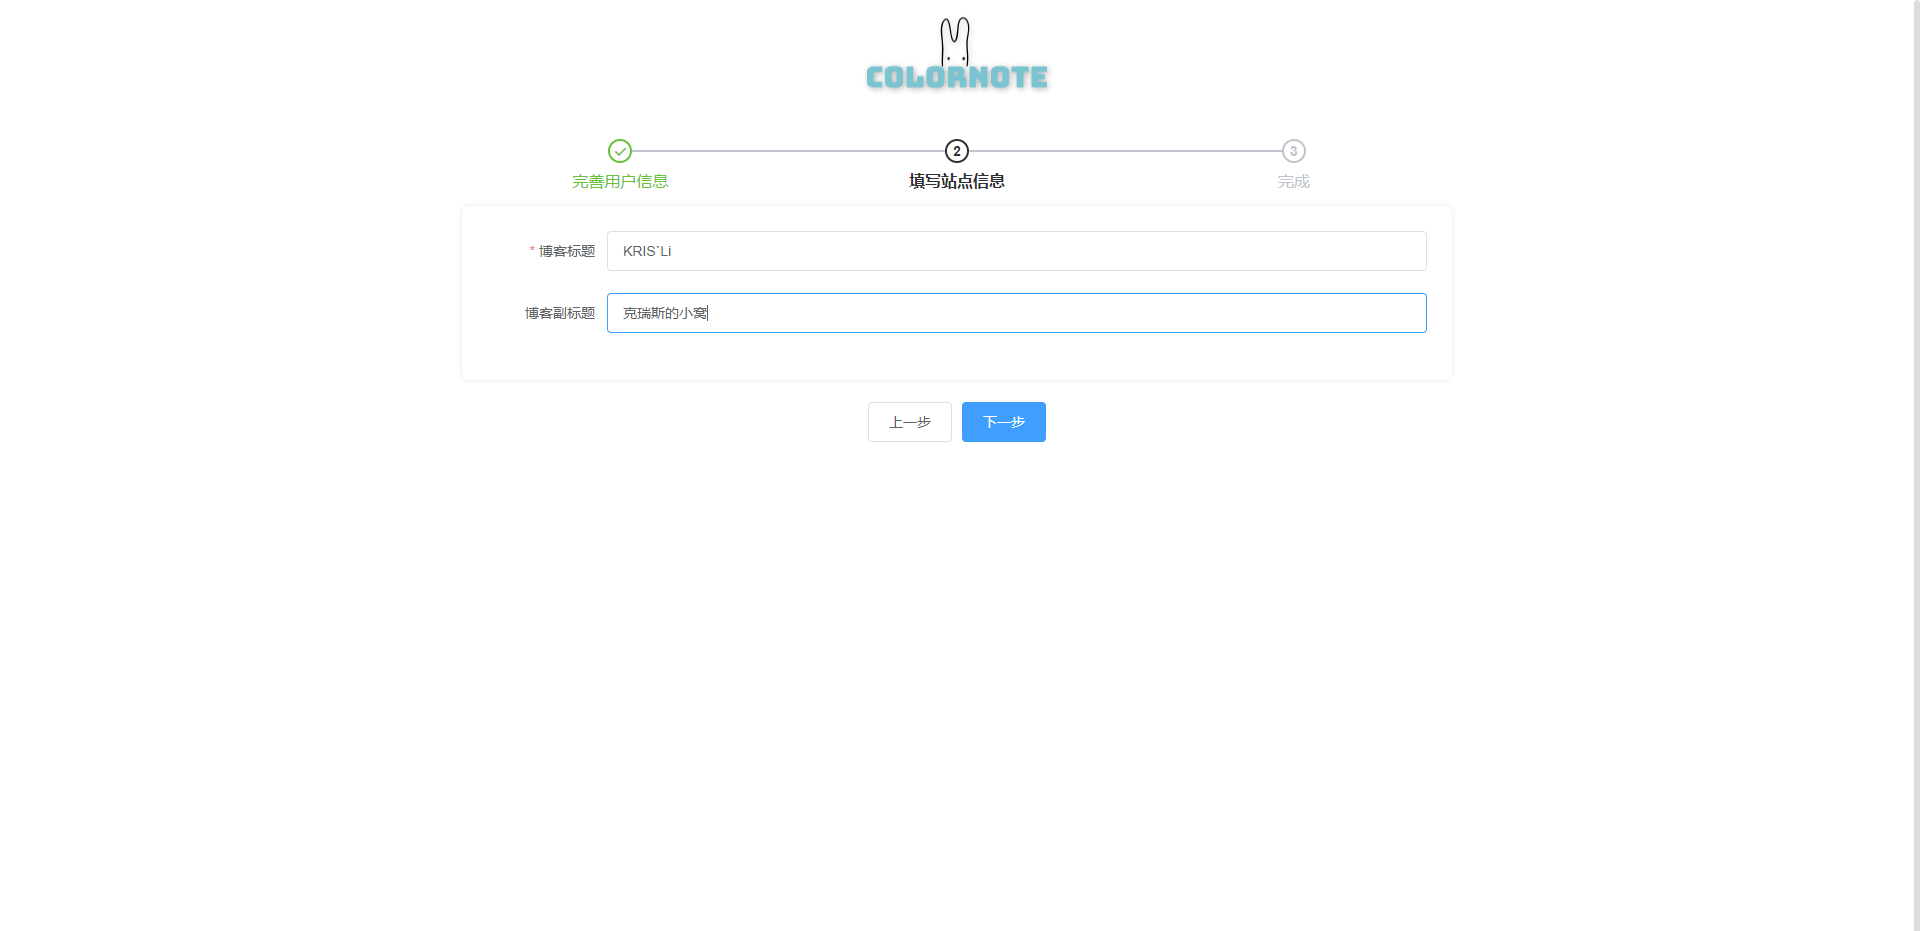 COLORNOTE
2
3
完善用户信息
填写站点信息
完成
* 博客标题
KRIS`Li
博客副标题
克瑞斯的小窝
上一步
下一步